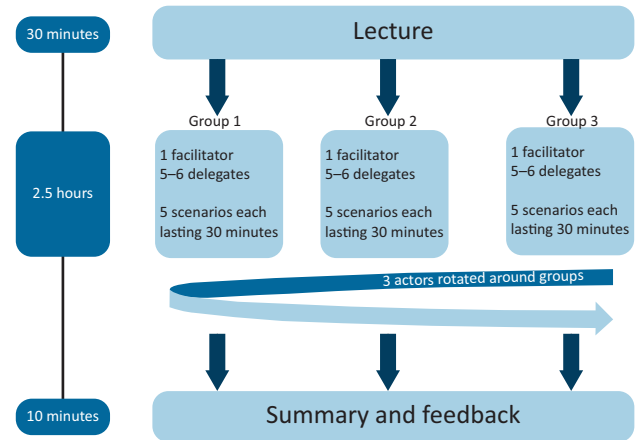 30 minutes
Lecture
Group 1
Group 2
Group 3
1 facilitator
5–6 delegates
5 scenarios each
lasting 30 minutes
1 facilitator
5–6 delegates
5 scenarios each
lasting 30 minutes
1 facilitator
5–6 delegates
5 scenarios each
lasting 30 minutes
2.5 hours
3 actors rotated around groups
10 minutes
Summary and feedback